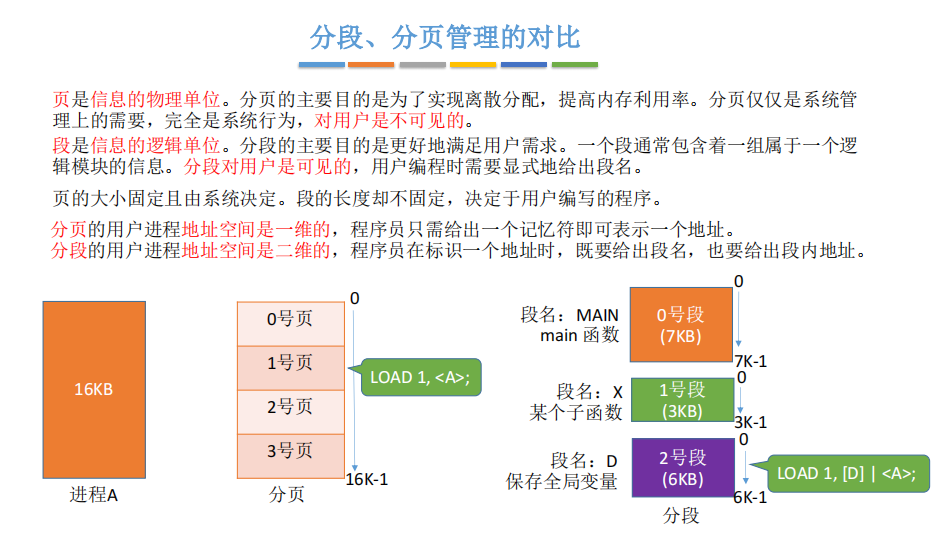 分段、分页管理的对比
页是信息的物理单位。分页的主要目的是为了实现离散分配，提高内存利用率。分页仅仅是系统管
理上的需要，完全是系统行为，对用户是不可见的。
段是信息的逻辑单位。分段的主要目的是更好地满足用户需求。一个段通常包含着一组属于一个逻
辑模块的信息。分段对用户是可见的，用户编程时需要显式地给出段名。
页的大小固定且由系统决定。段的长度却不固定，决定于用户编写的程序。
分页的用户进程地址空间是一维的，程序员只需给出一个记忆符即可表示一个地址。
分段的用户进程地址空间是二维的，程序员在标识一个地址时，既要给出段名，也要给出段内地址。
16KB
进程A
0
0号页
1号页
2号页
3号页
16K-1
LOAD 1, <A>;
分页
段名：MAIN
main 函数
0号段
(7KB)
0
7K-1
段名：X
某个子函数
1号段
(3KB)
0
3K-1
段名：D
保存全局变量
2号段
(6KB)
0
6K-1
LOAD 1, [D] | <A>;
分段